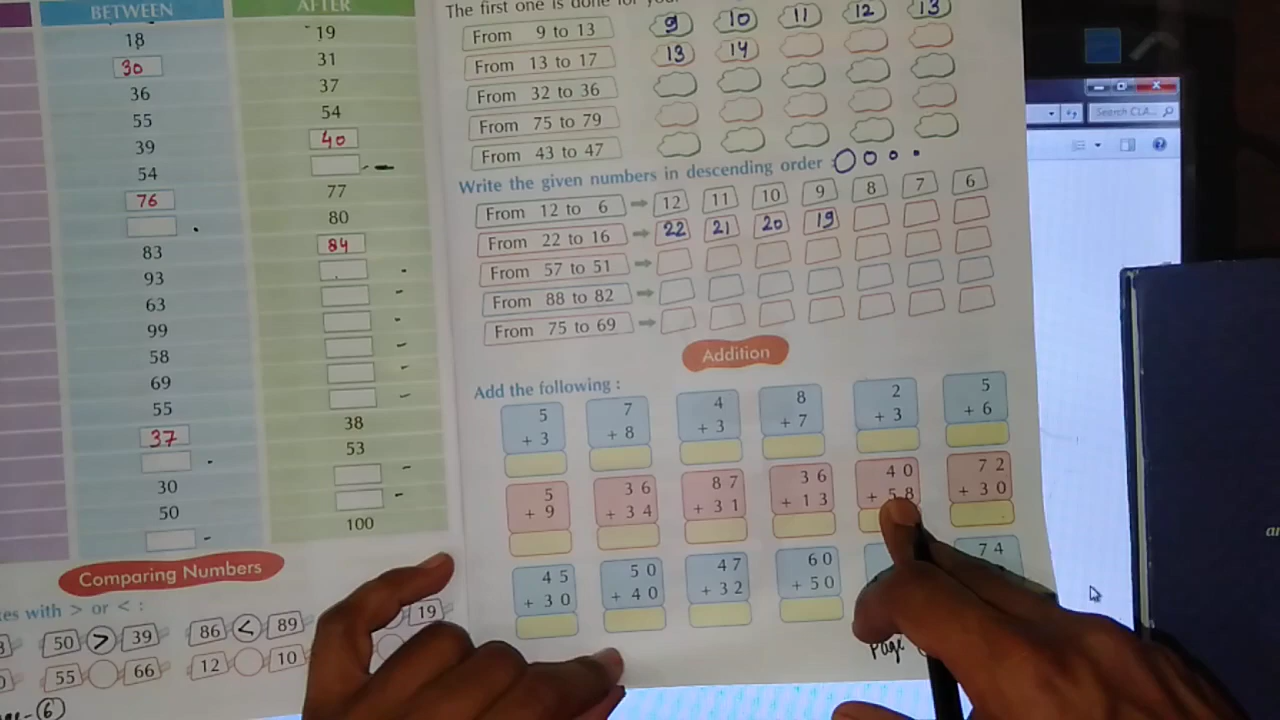 BETWEEN AFTER
18 19
30 31
36 37
55 54
39 40
54
76 77
80
83 84
93
63
99
58
69
55 38
37 53
30
50 100
Comparing Numbers
with > or < :
50 > 39 86 < 89 19
55 66 12 10
The first one is done for
From 9 to 13 9 10 11 12 13
From 13 to 17 13 14
From 32 to 36
From 75 to 79
From 43 to 47
Write the given numbers in descending order
From 12 to 6 12 11 10 9 8 7 6
From 22 to 16 22 21 20 19
From 57 to 51
From 88 to 82
From 75 to 69
Addition
Add the following :
5 7 4 8 2 5
+ 3 + 8 + 3 + 7 + 3 + 6
5 36 87 36 40 72
+ 9 + 34 + 31 + 13 + 58 + 30
45 50 47 60 74
+ 30 + 40 + 32 + 50
Page
(6)
Search CLA...